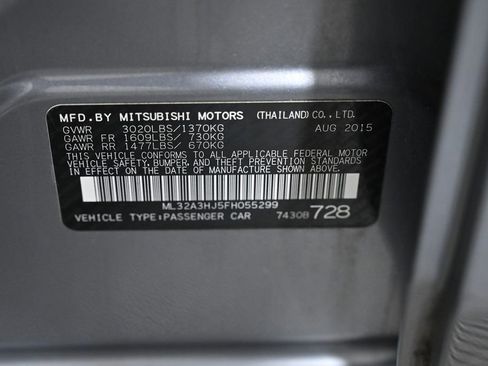 MFD.BY MITSUBISHI MOTORS (THAILAND) CO., LTD.
GVWR 3020LBS/1370KG AUG 2015
GAWR FR 1609LBS/ 730KG
GAWR RR 1477LBS/ 670KG
THIS VEHICLE CONFORMS TO ALL APPLICABLE FEDERAL MOTOR
VEHICLE SAFETY,BUMPER,AND THEFT PREVENTION STANDARDS
IN EFFECT ON THE DATE OF MANUFACTURE SHOWN ABOVE.
ML32A3HJ5FH055299
VEHICLE TYPE:PASSENGER CAR 7430B 728